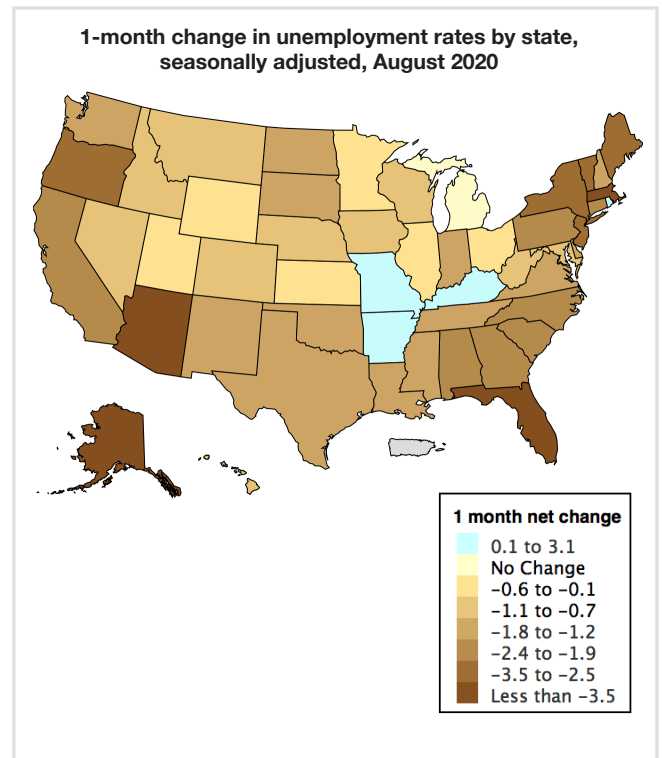 1-month change in unemployment rates by state,
seasonally adjusted, August 2020
1 month net change
0.1 to 3.1
No Change
−0.6 to −0.1
−1.1 to −0.7
−1.8 to −1.2
−2.4 to −1.9
−3.5 to −2.5
Less than −3.5